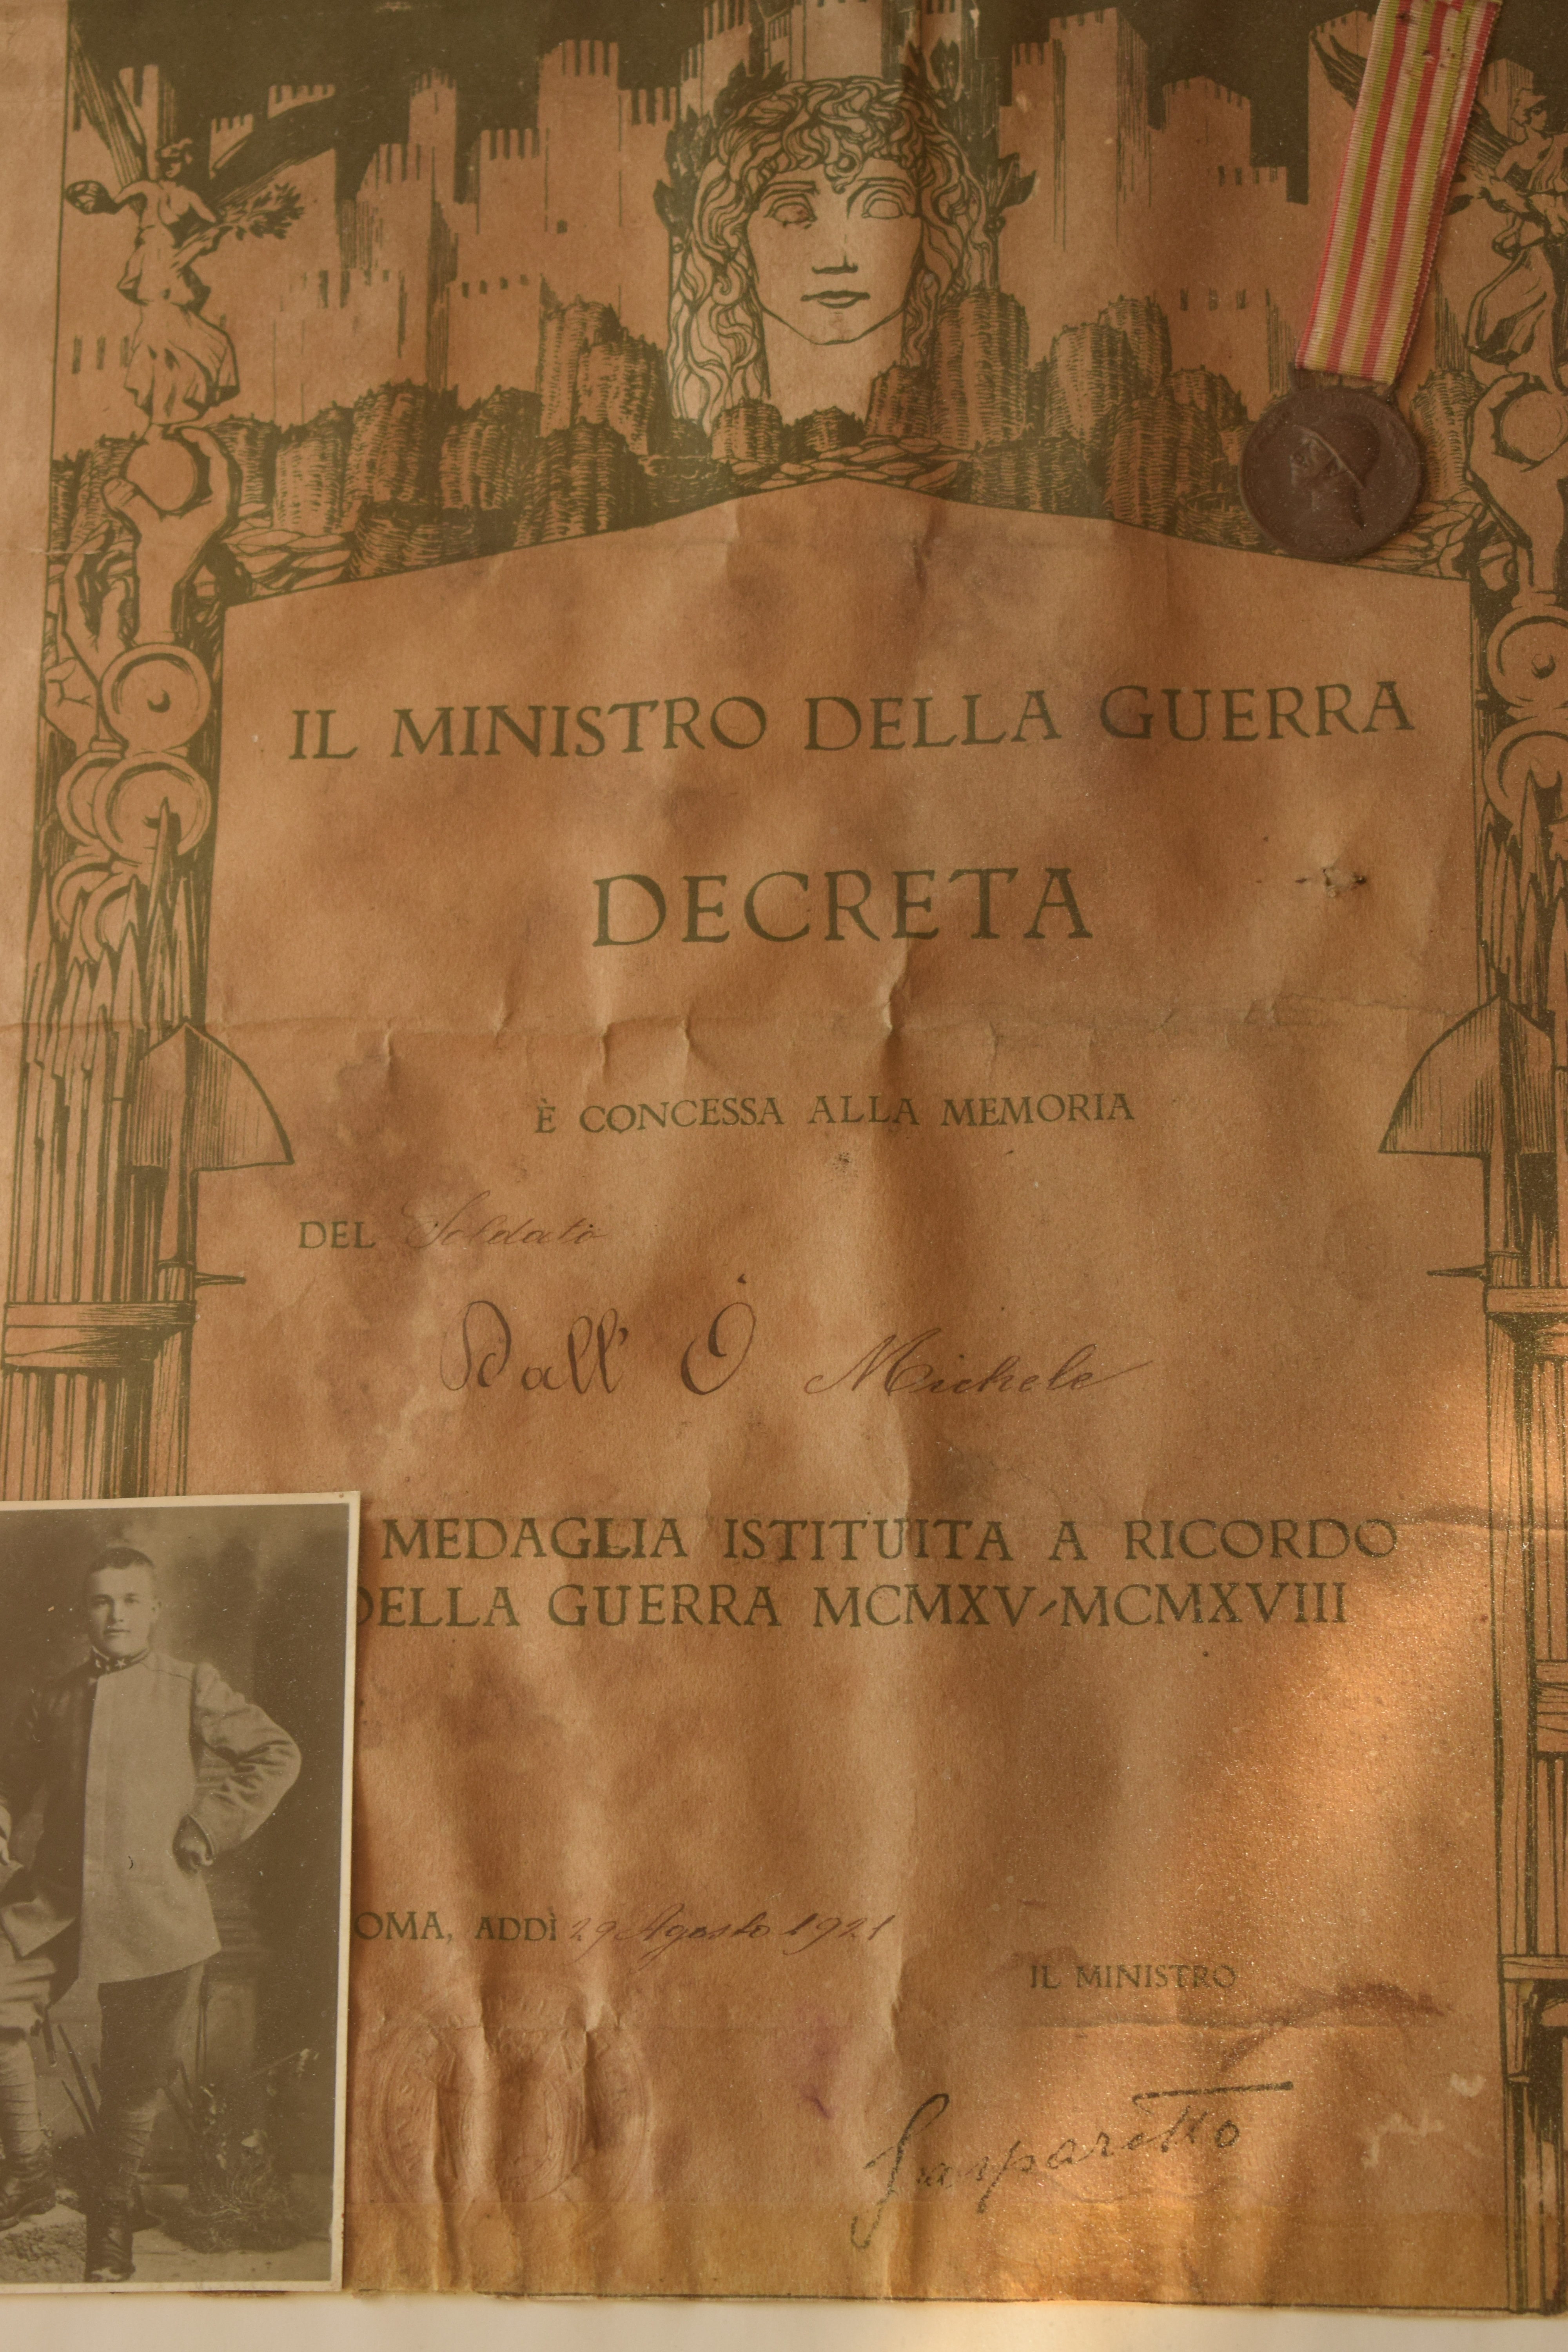 IL MINISTRO DELLA GUERRA
DECRETA
È CONCESSA ALLA MEMORIA
DEL Soldato
Dall' Ò Michele
MEDAGLIA ISTITUITA A RICORDO
DELLA GUERRA MCMXV-MCMXVIII
OMA, ADDÌ 29 Agosto 1921
IL MINISTRO
Gasparotto